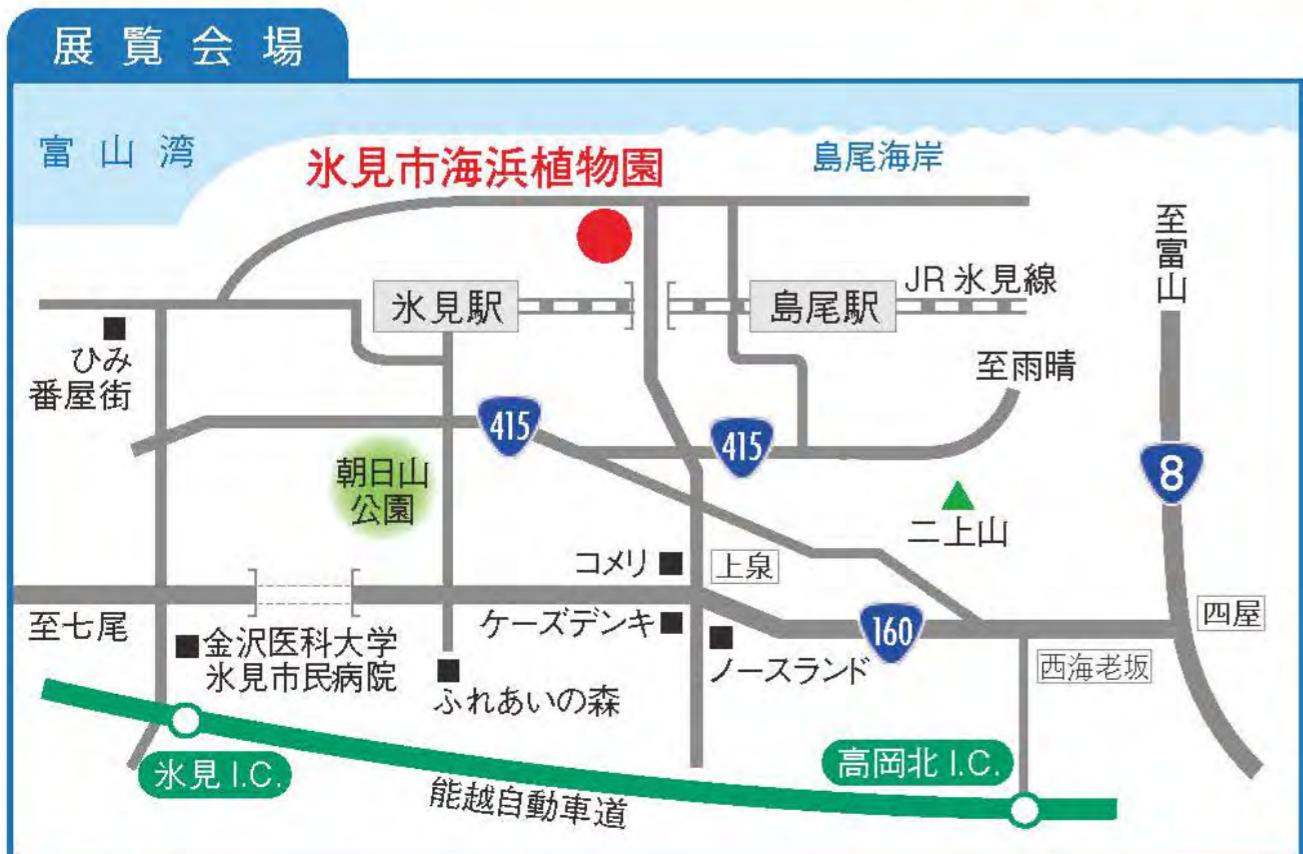 展覧会場
富山湾
氷見市海浜植物園
島尾海岸
至富山
JR 氷見線
氷見駅
島尾駅
ひみ
番屋街
至雨晴
415
415
8
朝日山
公園
二上山
コメリ
上泉
至七尾
ケーズデンキ
160
四屋
金沢医科大学
氷見市民病院
ノースランド
西海老坂
ふれあいの森
氷見 I.C.
高岡北 I.C.
能越自動車道